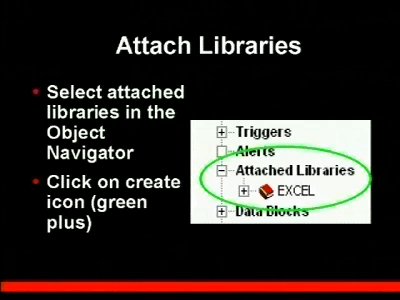 Attach Libraries
• Select attached
libraries in the
Object
Navigator
• Click on create
icon (green
plus)
Triggers
Alerts
Attached Libraries
EXCEL
Data Blocks